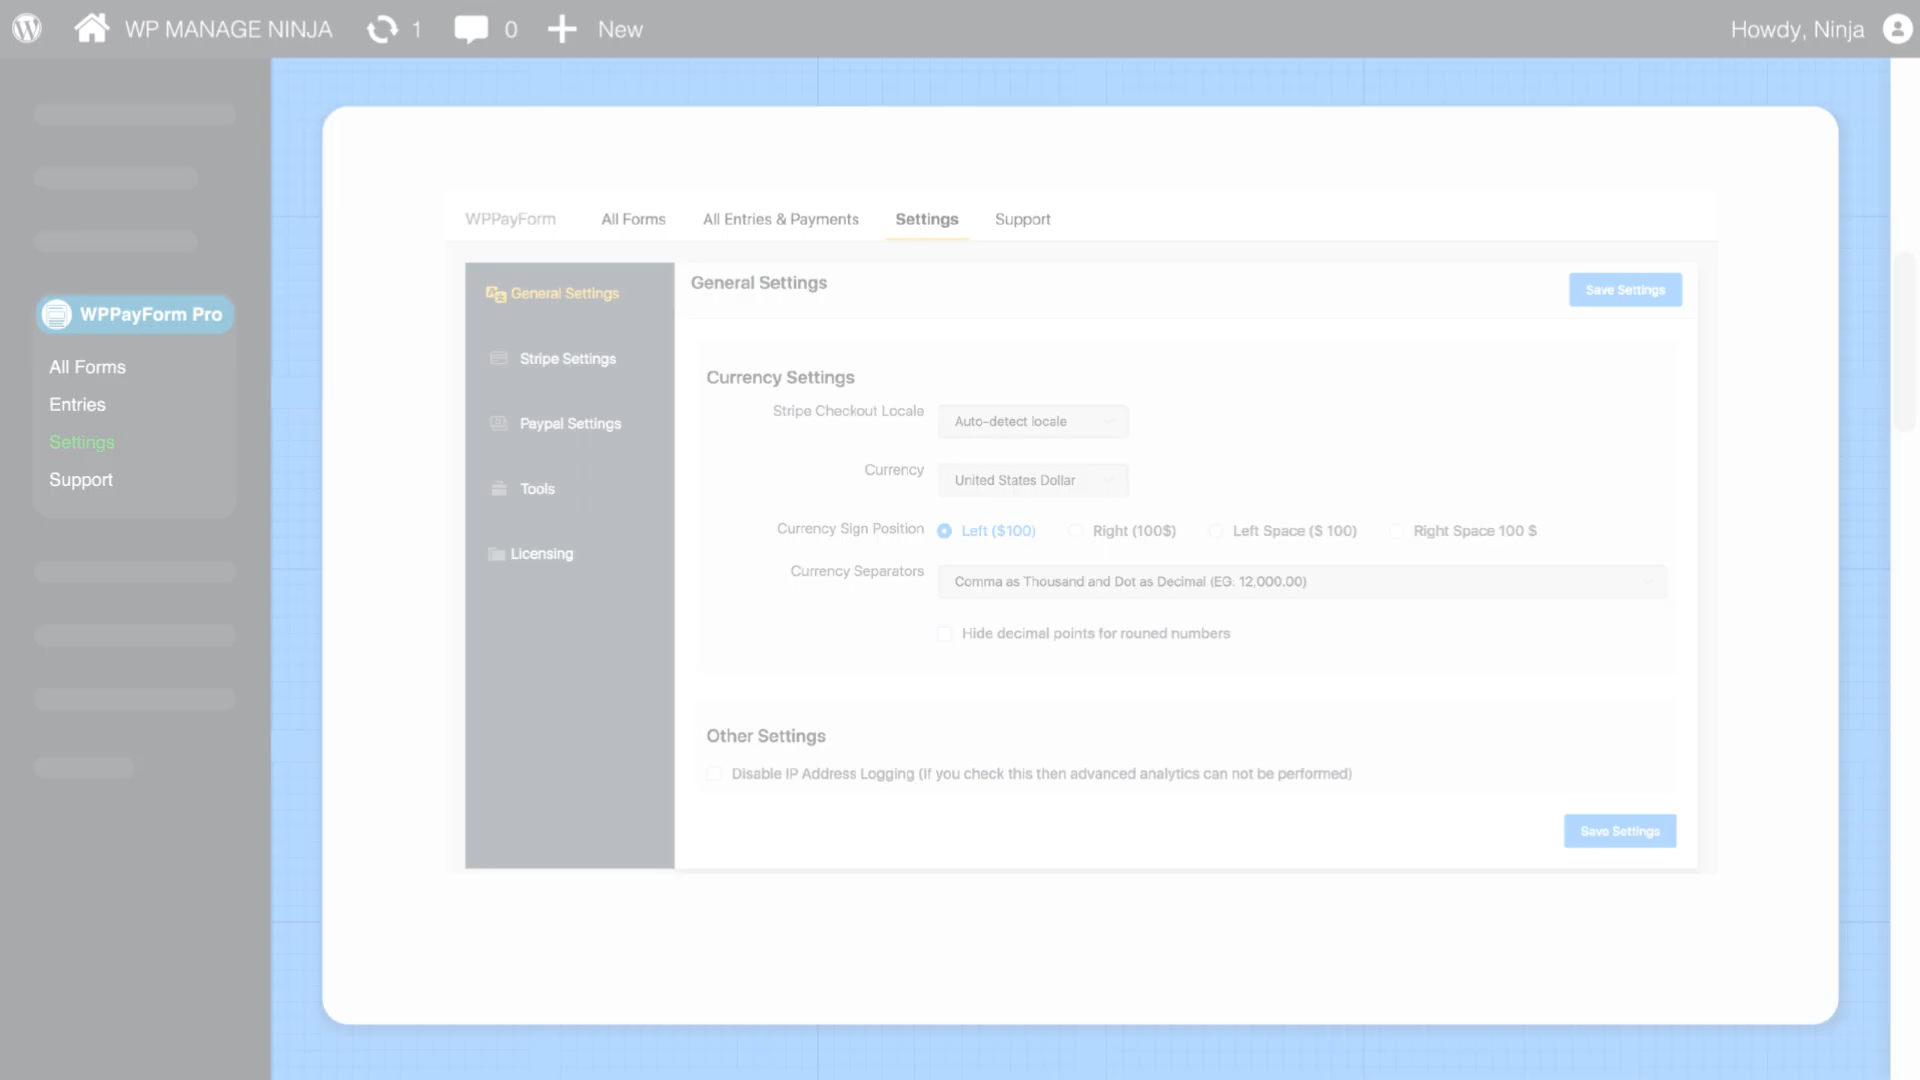 WP MANAGE NINJA 1 0 New Howdy, Ninja
WPPayForm Pro
All Forms
Entries
Settings
Support
WPPayForm All Forms All Entries & Payments Settings Support
General Settings
Stripe Settings
Paypal Settings
Tools
Licensing
General Settings Save Settings
Currency Settings
Stripe Checkout Locale Auto-detect locale
Currency United States Dollar
Currency Sign Position Left ($100) Right (100$) Left Space ($ 100) Right Space 100 $
Currency Separators Comma as Thousand and Dot as Decimal (EG: 12,000.00)
Hide decimal points for rouned numbers
Other Settings
Disable IP Address Logging (If you check this then advanced analytics can not be performed)
Save Settings